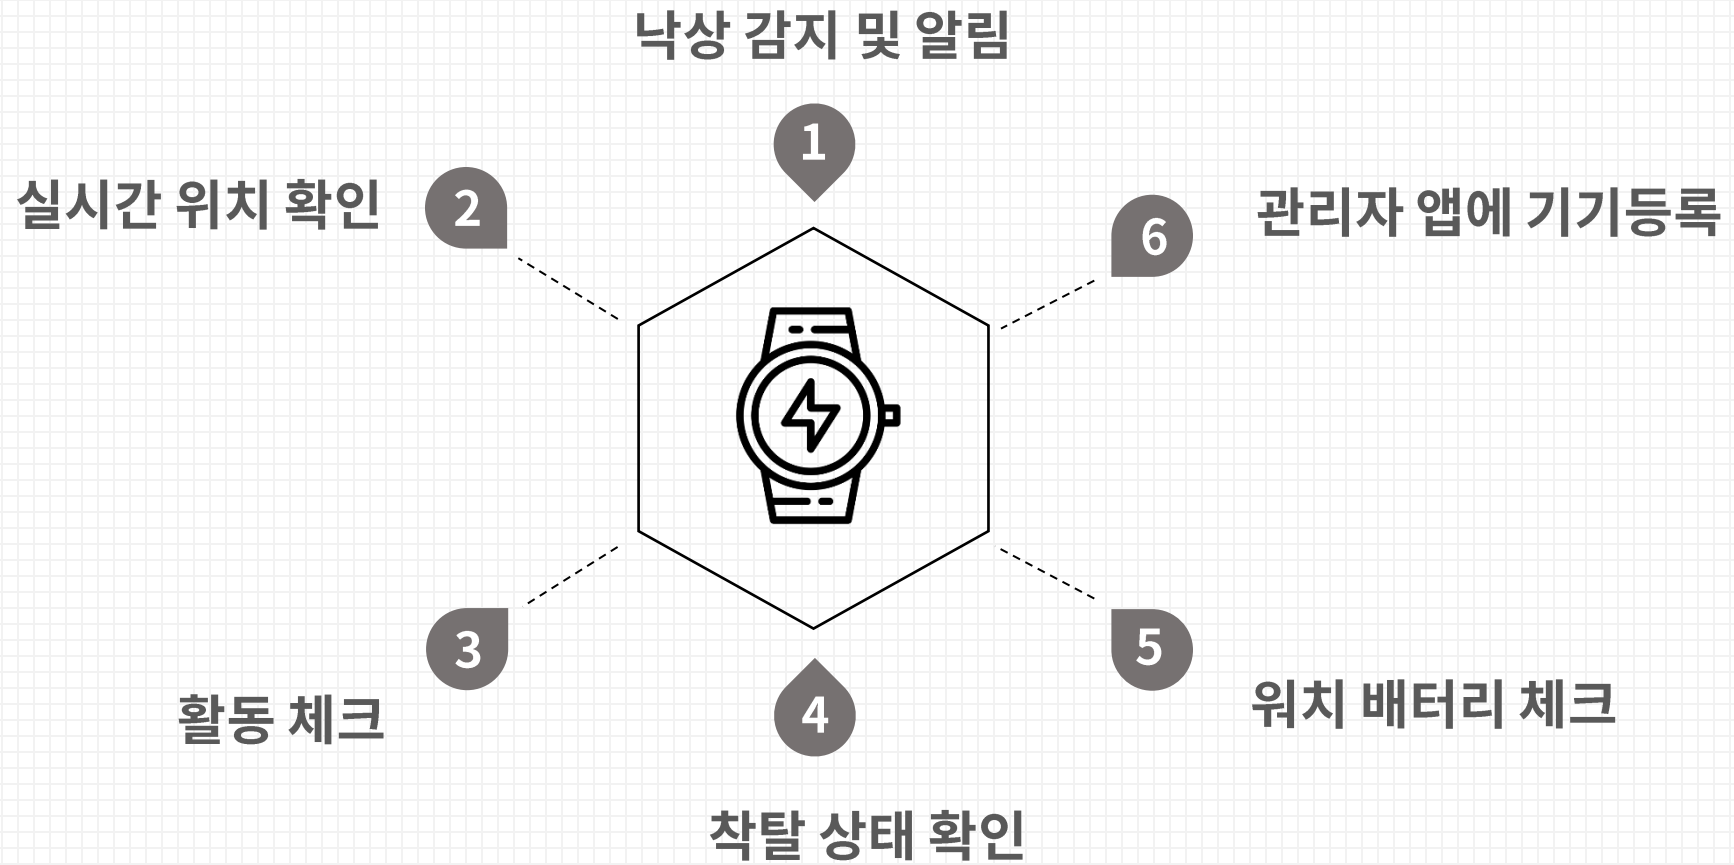 낙상 감지 및 알림
1
실시간 위치 확인
2
활동 체크
3
착탈 상태 확인
4
워치 배터리 체크
5
관리자 앱에 기기등록
6